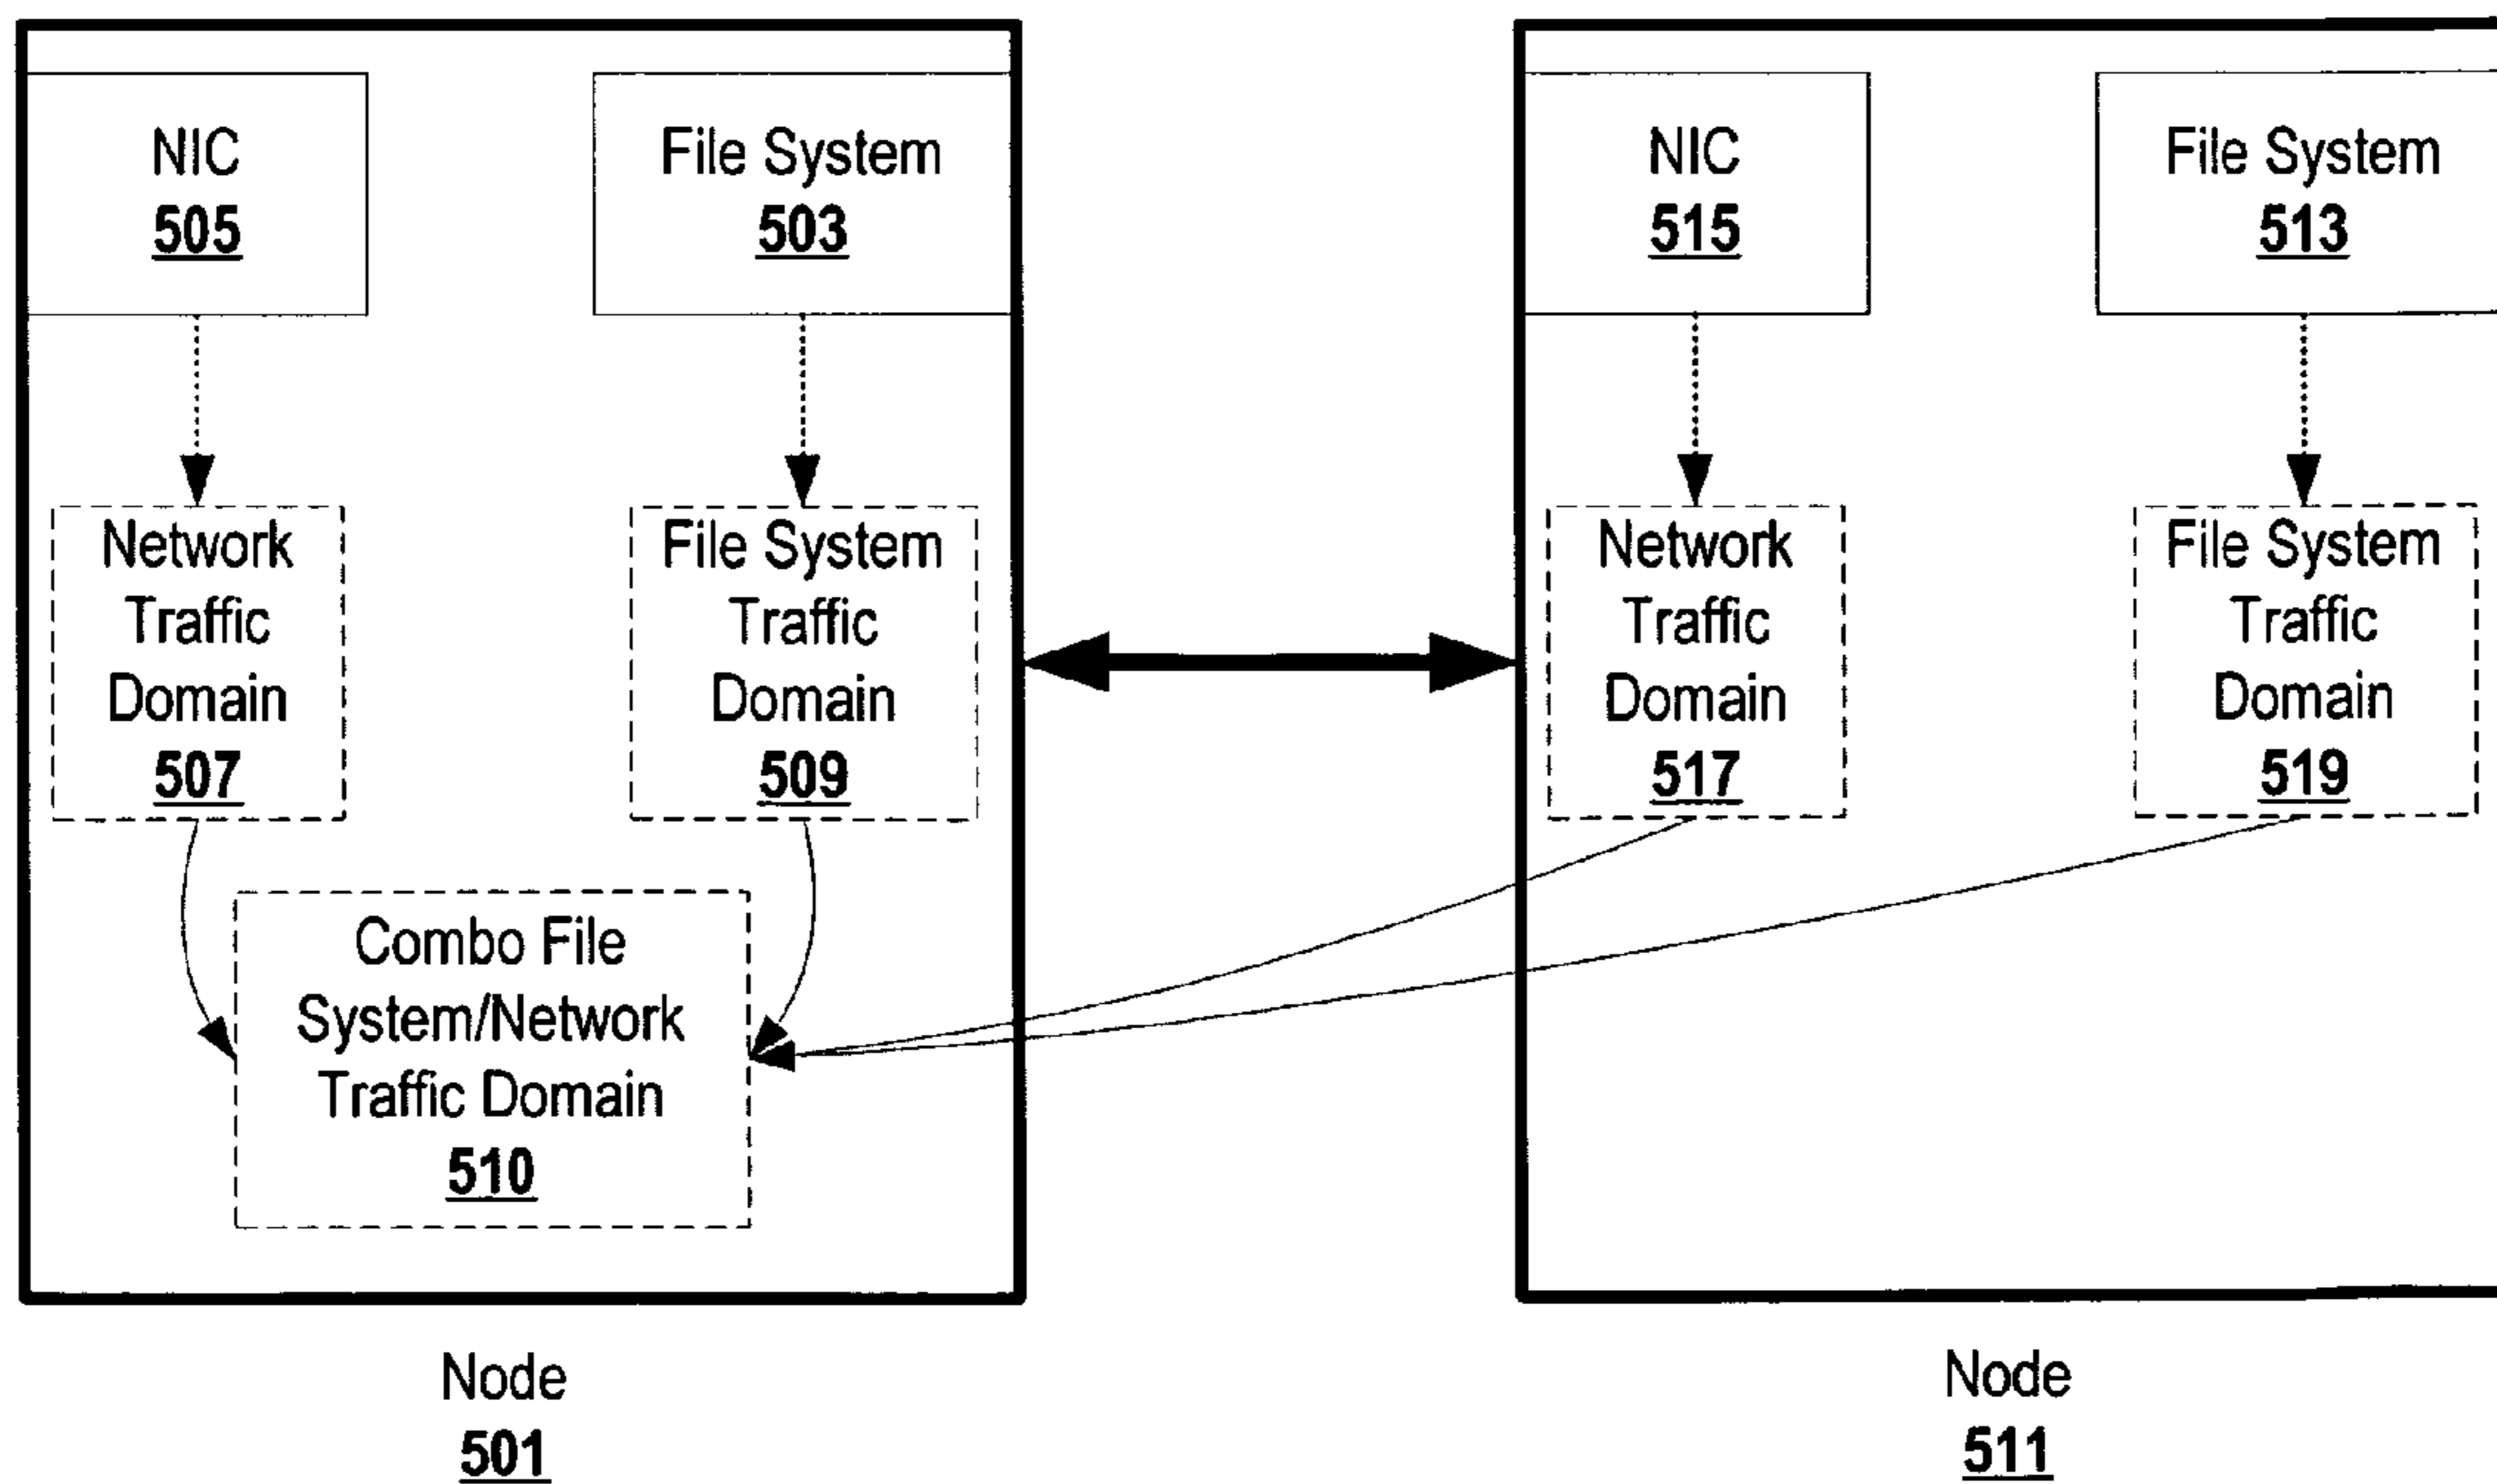 NIC
505
File System
503
NIC
515
File System
513
Network
Traffic
Domain
507
File System
Traffic
Domain
509
Network
Traffic
Domain
517
File System
Traffic
Domain
519
Combo File
System/Network
Traffic Domain
510
Node
501
Node
511